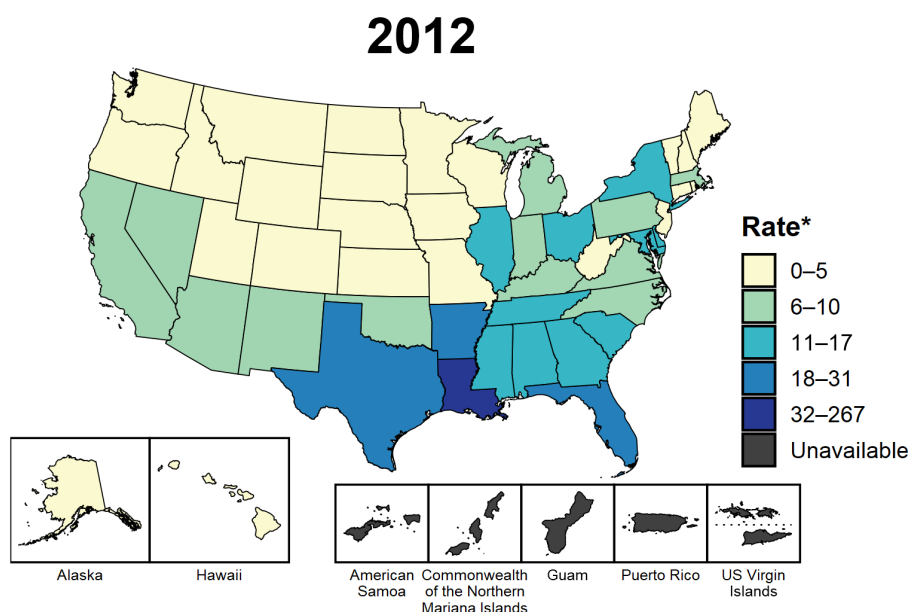 2012
Rate*
0–5
6–10
11–17
18–31
32–267
Unavailable
Alaska
Hawaii
American
Samoa
Commonwealth
of the Northern
Mariana Islands
Guam
Puerto Rico
US Virgin
Islands